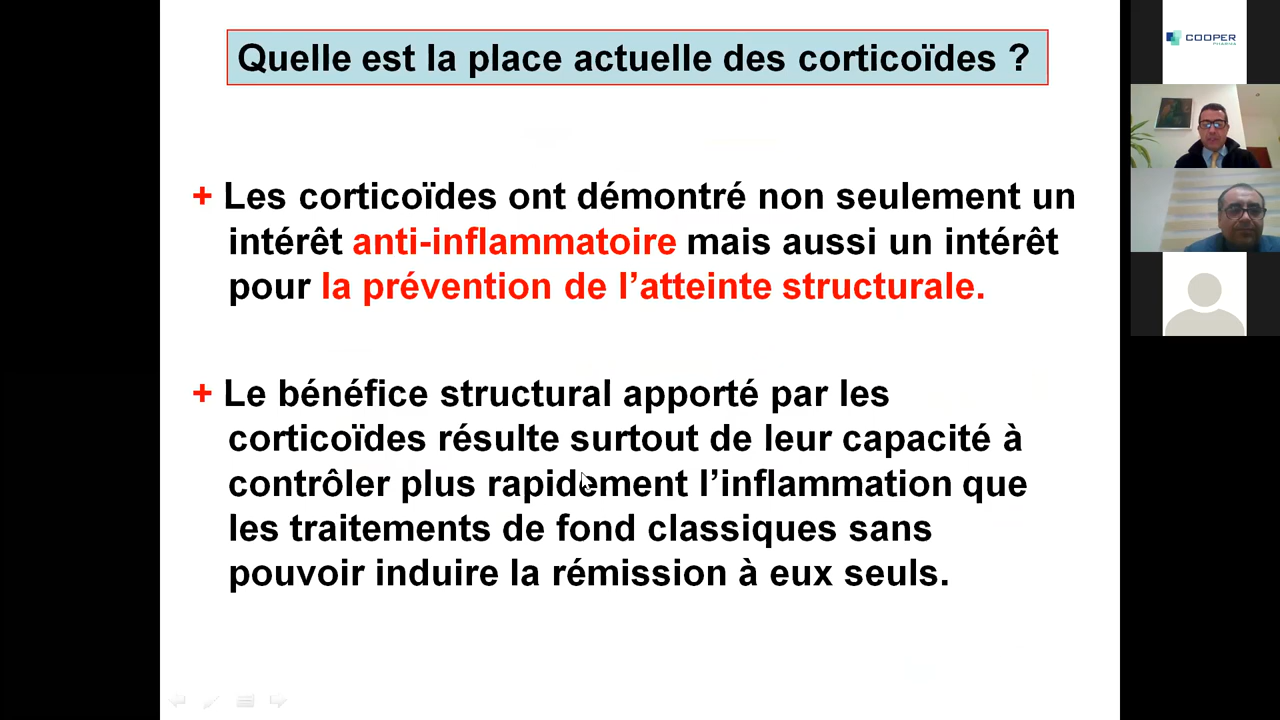 Quelle est la place actuelle des corticoïdes ?
+ Les corticoïdes ont démontré non seulement un
intérêt anti-inflammatoire mais aussi un intérêt
pour la prévention de l’atteinte structurale.
+ Le bénéfice structural apporté par les
corticoïdes résulte surtout de leur capacité à
contrôler plus rapidement l’inflammation que
les traitements de fond classiques sans
pouvoir induire la rémission à eux seuls.
COOPER
PHARMA